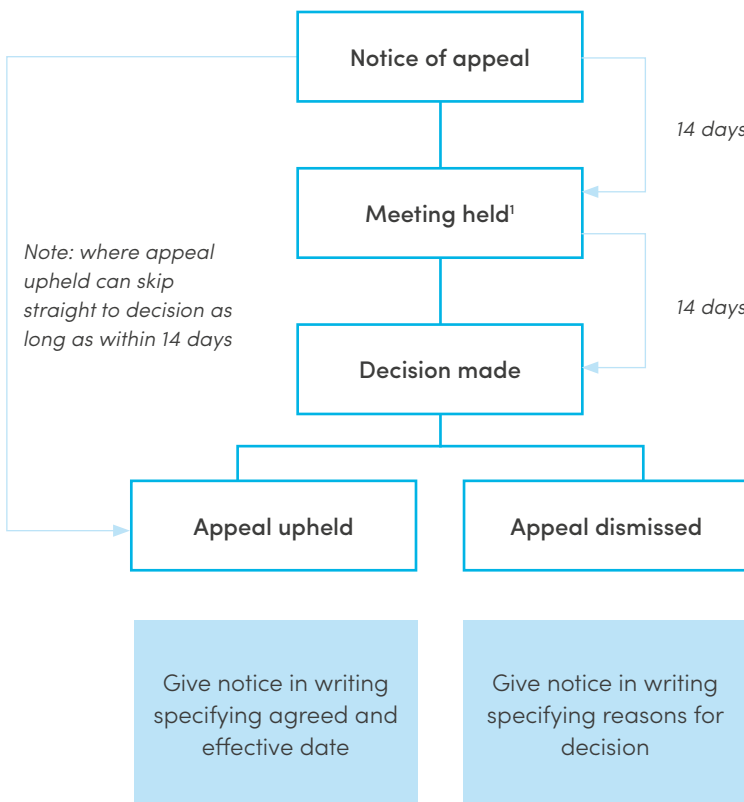 Notice of appeal
14 days
Meeting held¹
Note: where appeal
upheld can skip
straight to decision as
long as within 14 days
14 days
Decision made
Appeal upheld
Appeal dismissed
Give notice in writing
specifying agreed and
effective date
Give notice in writing
specifying reasons for
decision